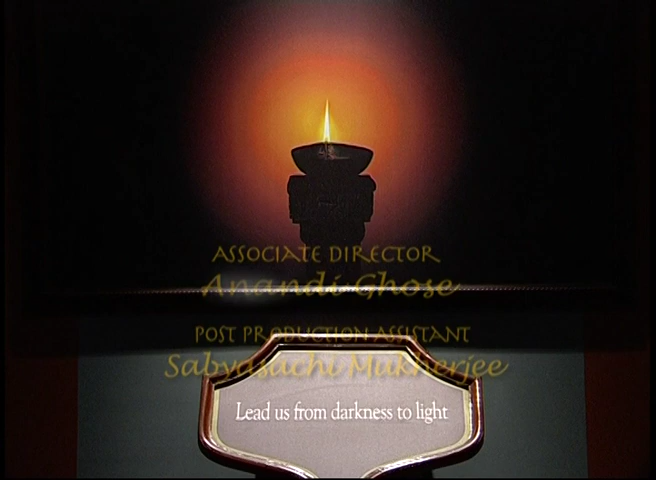 ASSOCIATE DIRECTOR
Anandi Ghose
POST PRODUCTION ASSISTANT
Sabyasachi Mukherjee
Lead us from darkness to light